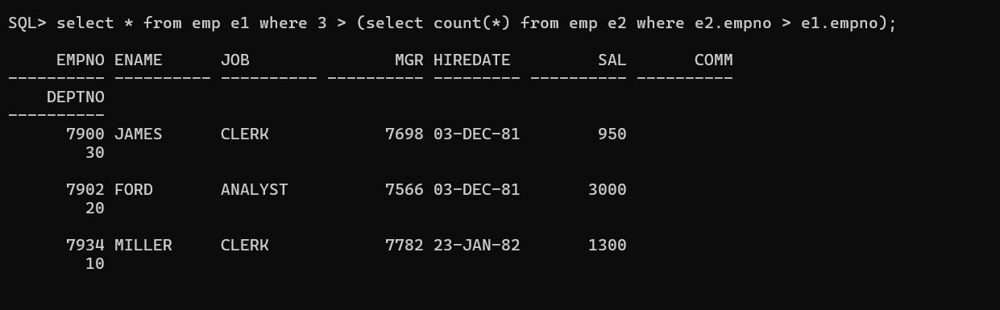 SQL> select * from emp e1 where 3 > (select count(*) from emp e2 where e2.empno > e1.empno);
     EMPNO ENAME      JOB              MGR HIREDATE         SAL       COMM
---------- ---------- ---------- ---------- --------- ---------- ----------
    DEPTNO
----------
      7900 JAMES      CLERK            7698 03-DEC-81        950
        30
      7902 FORD       ANALYST          7566 03-DEC-81       3000
        20
      7934 MILLER     CLERK            7782 23-JAN-82       1300
        10